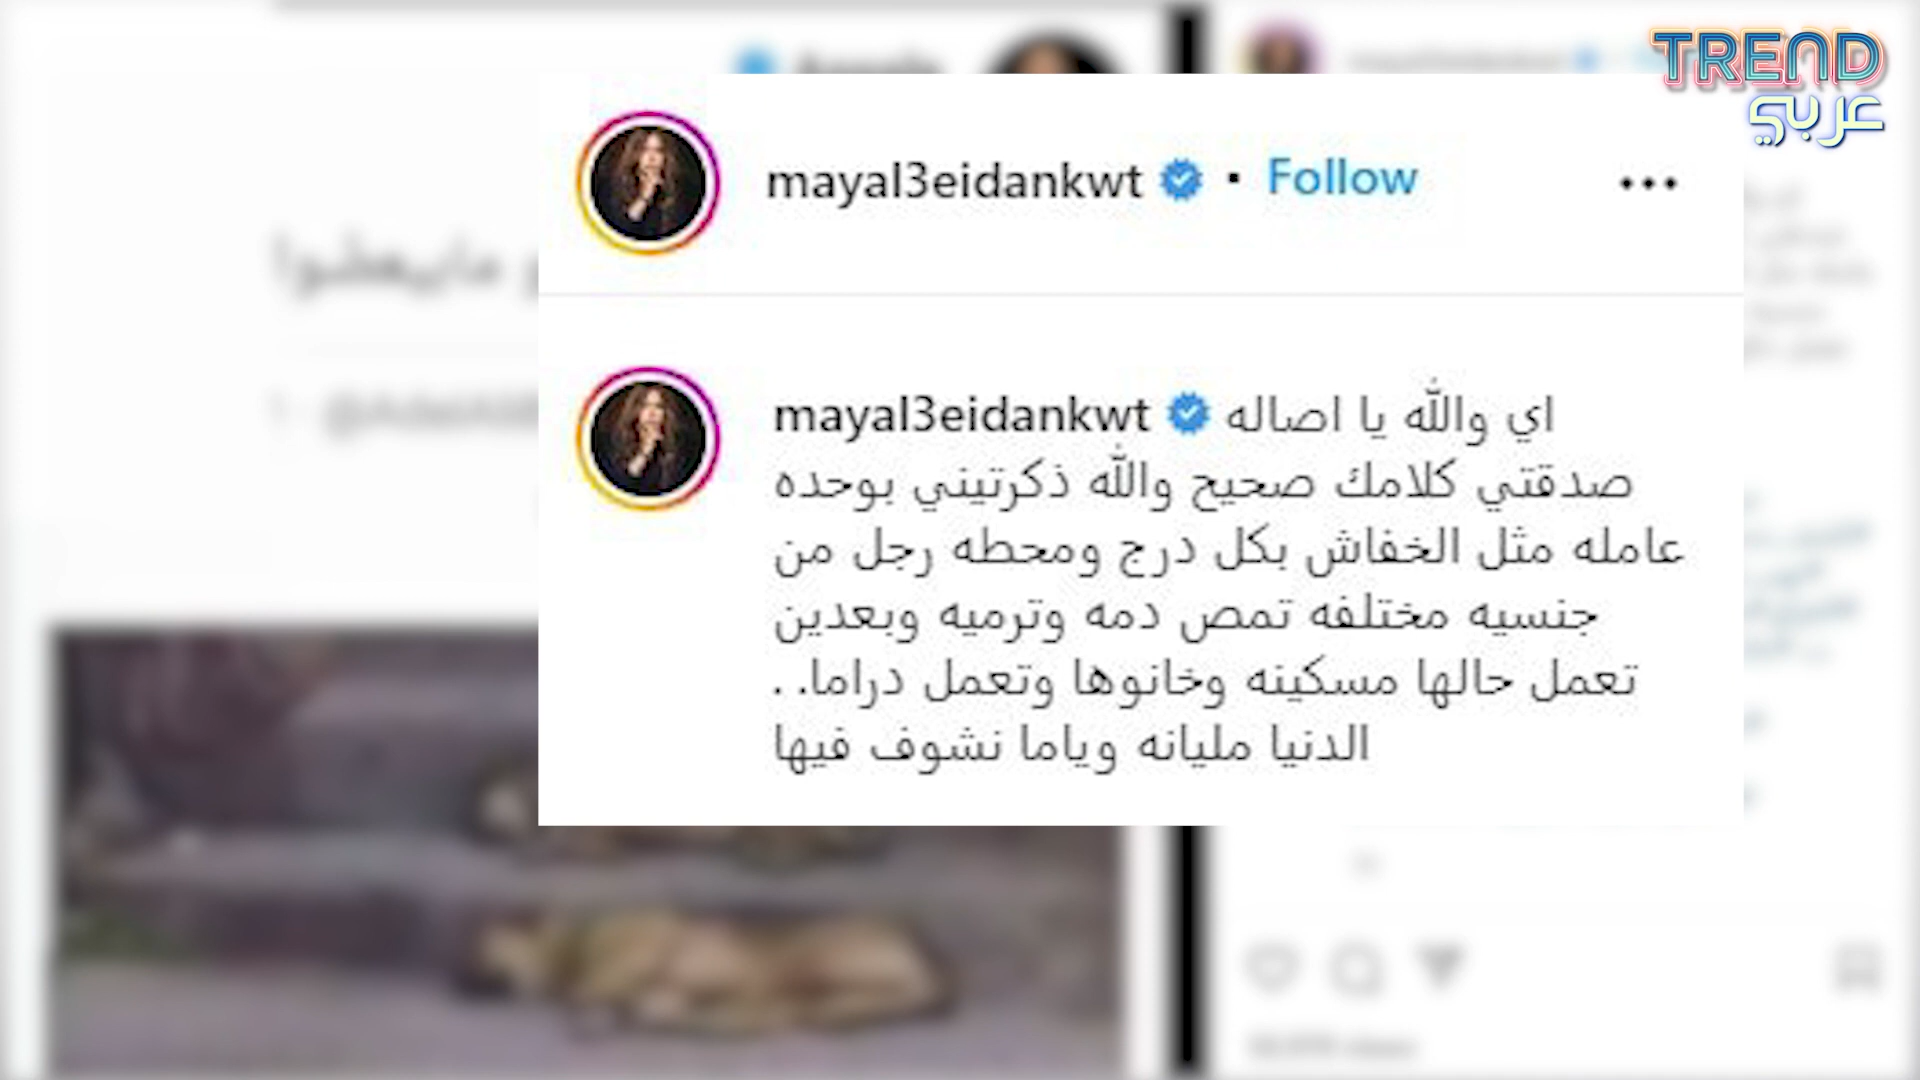 TREND
عربي
mayal3eidankwt • Follow
mayal3eidankwt اي والله يا اصاله
صدقتي كلامك صحيح والله ذكرتيني بوحده
عامله مثل الخفاش بكل درج ومحطه رجل من
جنسيه مختلفه تمص دمه وترميه وبعدين
تعمل حالها مسكينه وخانوها وتعمل دراما. .
الدنيا مليانه وياما نشوف فيها
مابيعضوا